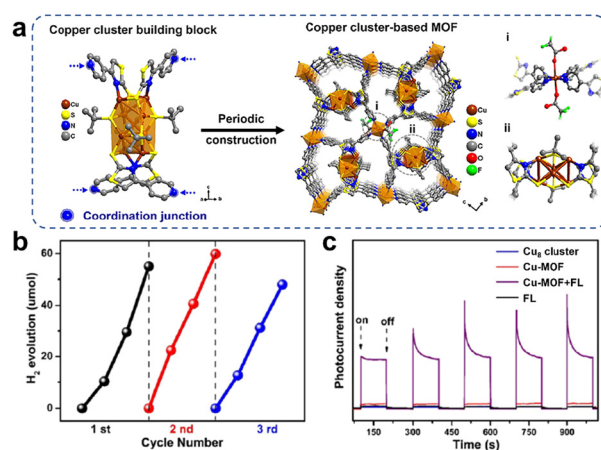 a
Copper cluster building block
Copper cluster-based MOF
i
Cu
S
N
C
Periodic
construction
i
ii
Cu
S
N
C
O
F
ii
Coordination junction
c
a
b
c
b
b
H2 evolution (umol)
60
40
20
0
1 st
2 nd
3 rd
Cycle Number
c
Cu8 cluster
Cu-MOF
Cu-MOF+FL
FL
Photocurrent density
on
off
150
300
450
600
750
900
Time (s)